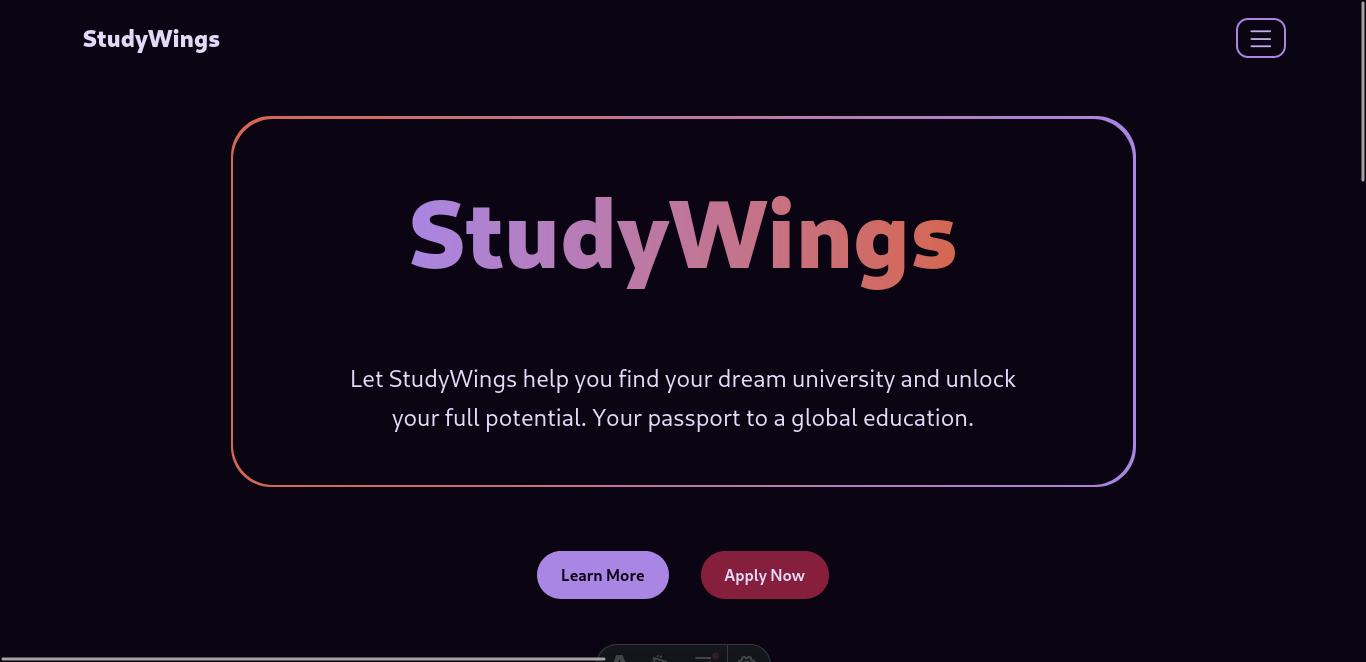 StudyWings
StudyWings
Let StudyWings help you find your dream university and unlock
your full potential. Your passport to a global education.
Learn More
Apply Now